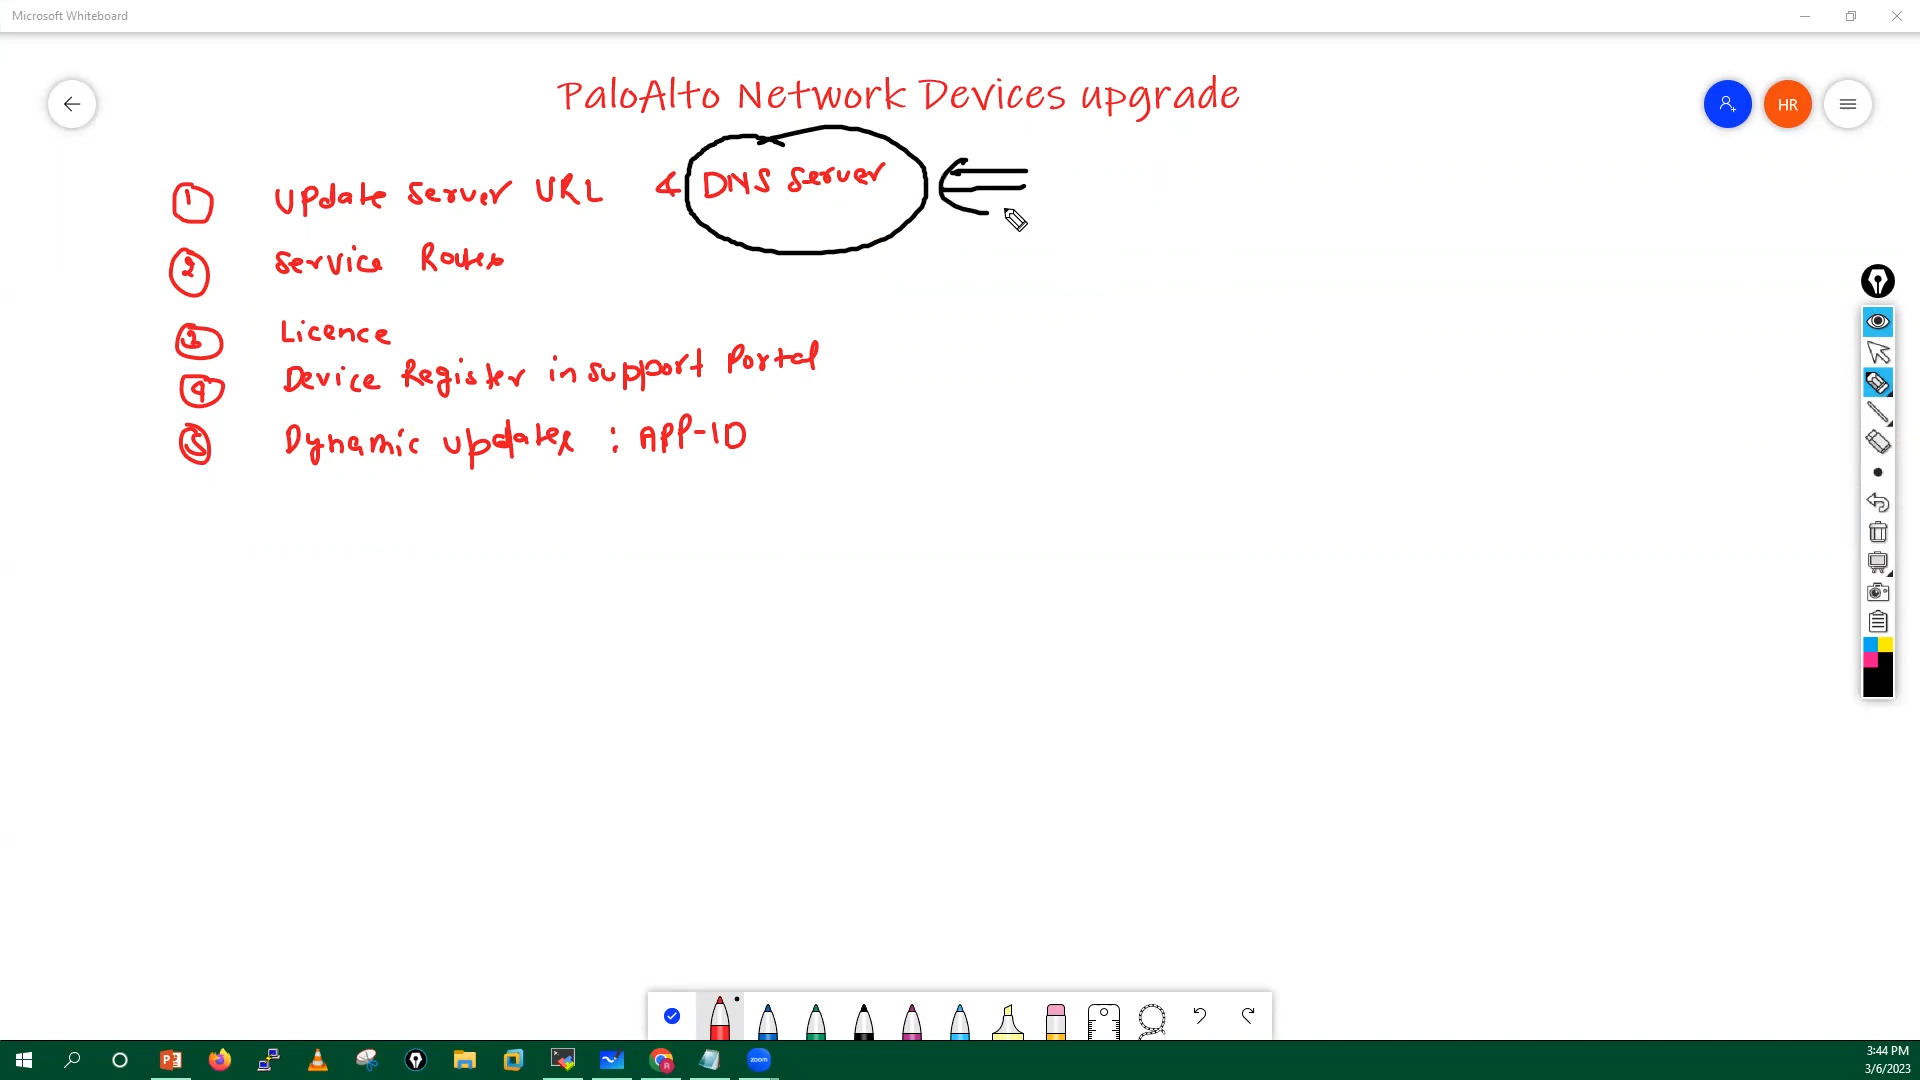 Microsoft Whiteboard
PaloAlto Network Devices upgrade
HR
1 Update Server URL & DNS Server
2 Service Routes
3 Licence
4 Device Register in support Portal
5 Dynamic Updates : APP-ID
zoom
3:44 PM
3/6/2023